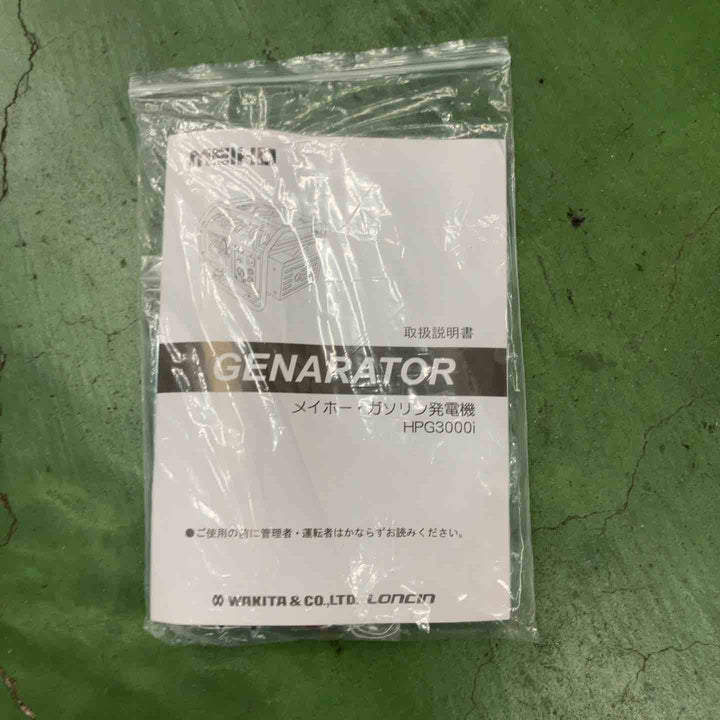 MEIHO
取扱説明書
GENARATOR
メイホー・ガソリン発電機
HPG3000i
●ご使用の前に管理者・運転者はかならずお読みください。
WAKITA & CO.,LTD. LONCIN